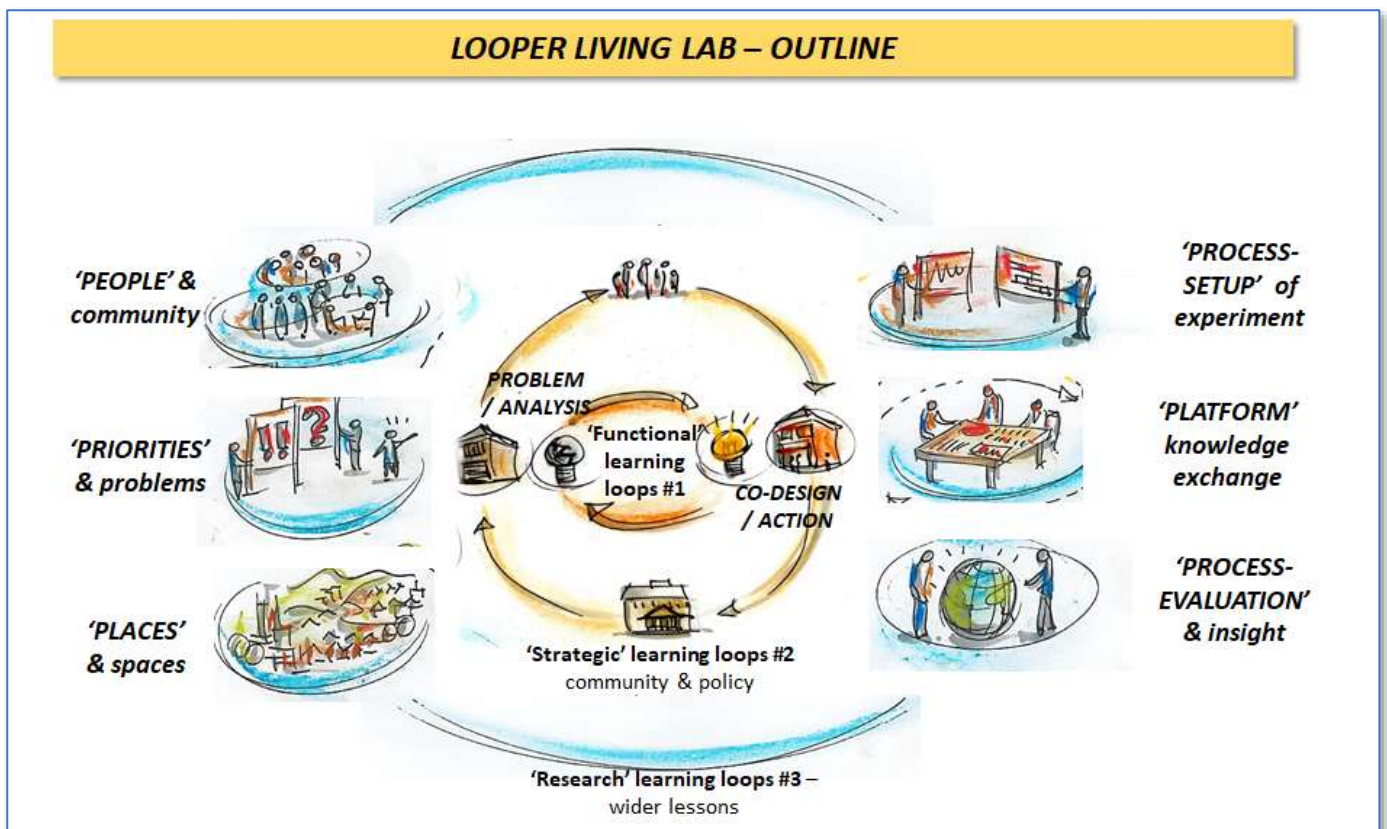 LOOPER LIVING LAB – OUTLINE
‘PEOPLE’ &
community
‘PRIORITIES’
& problems
‘PLACES’
& spaces
PROBLEM
/ ANALYSIS
‘Functional’
learning
loops #1
CO-DESIGN
/ ACTION
‘Strategic’ learning loops #2
community & policy
‘Research’ learning loops #3 –
wider lessons
‘PROCESS-
SETUP’ of
experiment
‘PLATFORM’
knowledge
exchange
‘PROCESS-
EVALUATION’
& insight
!!
?